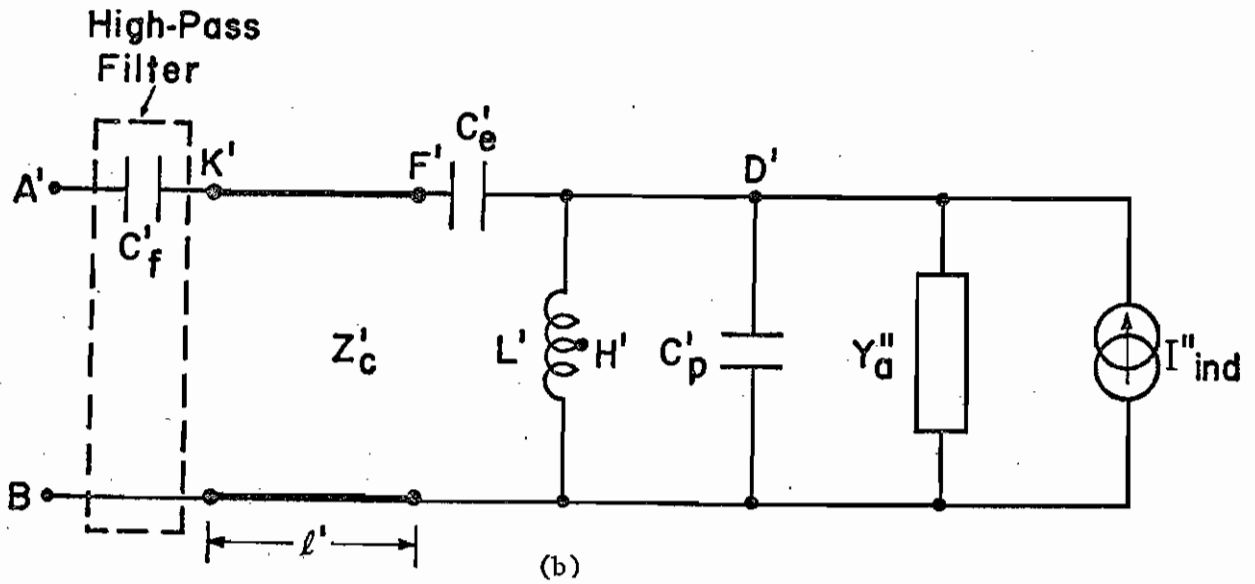 High-Pass
Filter
A'
C'f
K'
F'
C'e
D'
Z'c
L'
H'
C'p
Y"a
I"ind
B
ℓ'
(b)